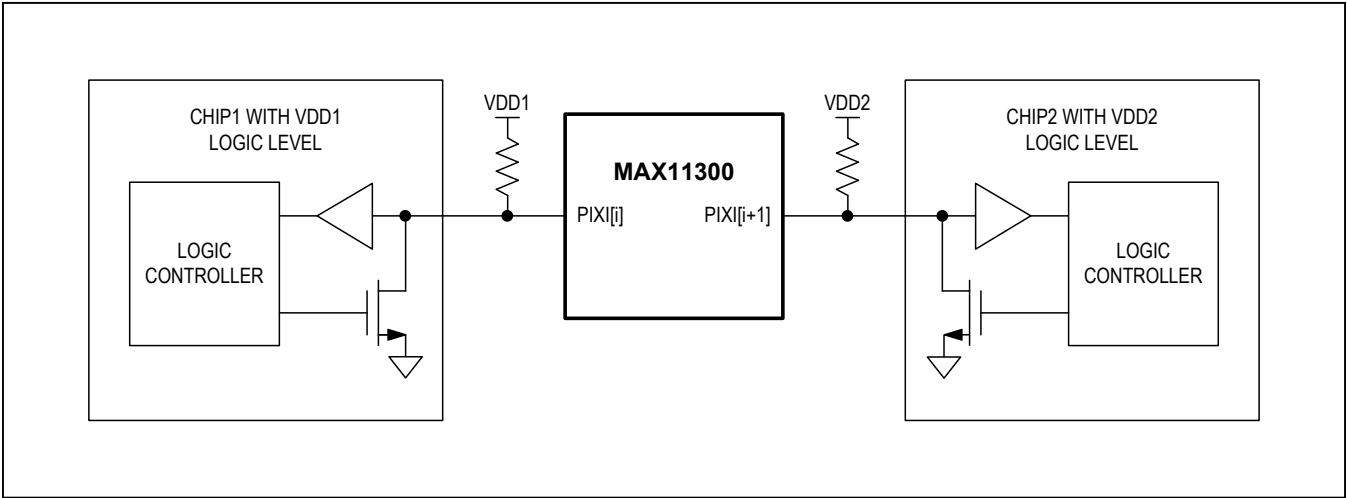 CHIP1 WITH VDD1
LOGIC LEVEL
LOGIC
CONTROLLER
VDD1
MAX11300
PIXI[i]
PIXI[i+1]
VDD2
CHIP2 WITH VDD2
LOGIC LEVEL
LOGIC
CONTROLLER